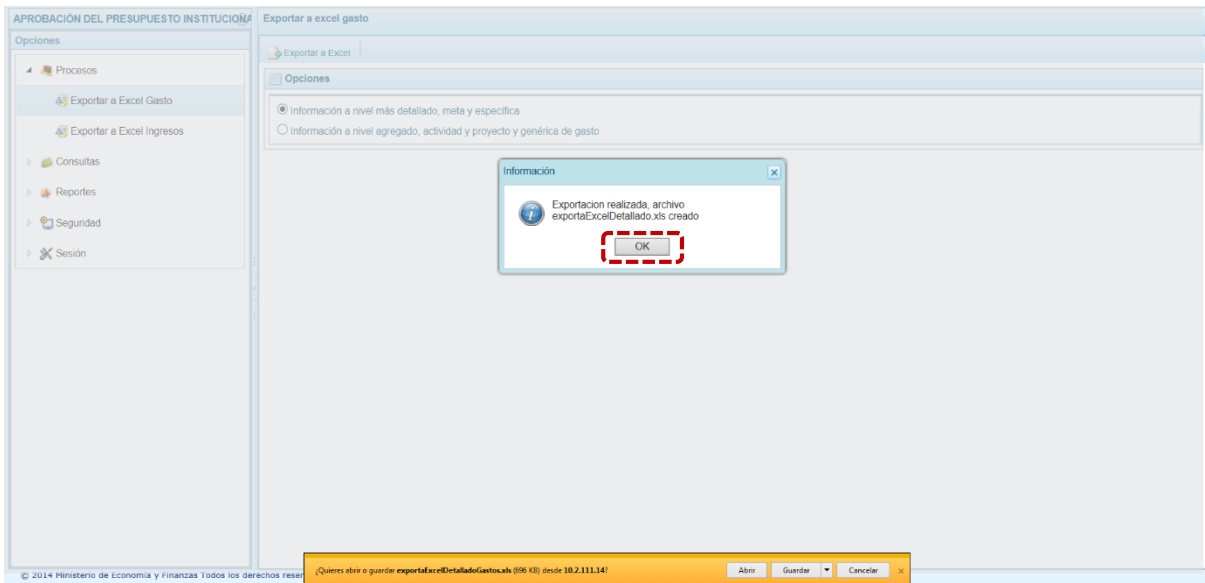 APROBACIÓN DEL PRESUPUESTO INSTITUCIONA
Opciones
Procesos
Exportar a Excel Gasto
Exportar a Excel Ingresos
Consultas
Reportes
Seguridad
Sesión
Exportar a excel gasto
Exportar a Excel
Opciones
Información a nivel más detallado, meta y específica
Información a nivel agregado, actividad y proyecto y genérica de gasto
Información
Exportacion realizada, archivo
exportaExcelDetallado.xls creado
OK
¿Quieres abrir o guardar exportaExcelDetalladoGastos.xls (696 KB) desde 10.2.111.14?
Abrir
Guardar
Cancelar
© 2014 Ministerio de Economía y Finanzas Todos los derechos reser